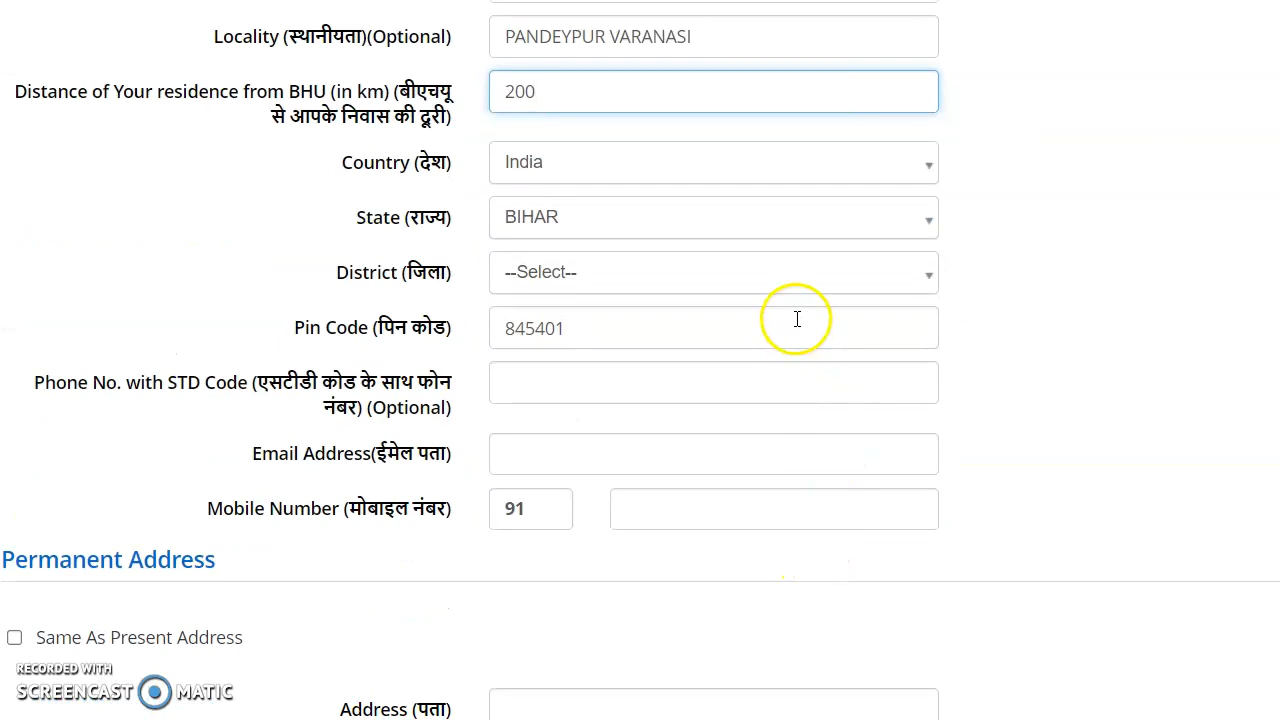 Locality (स्थानीयता)(Optional)
PANDEYPUR VARANASI
Distance of Your residence from BHU (in km) (बीएचयू
से आपके निवास की दूरी)
200
Country (देश)
India
State (राज्य)
BIHAR
District (जिला)
--Select--
Pin Code (पिन कोड)
845401
Phone No. with STD Code (एसटीडी कोड के साथ फोन
नंबर) (Optional)
Email Address(ईमेल पता)
Mobile Number (मोबाइल नंबर)
91
Permanent Address
Same As Present Address
RECORDED WITH
SCREENCAST MATIC
Address (पता)